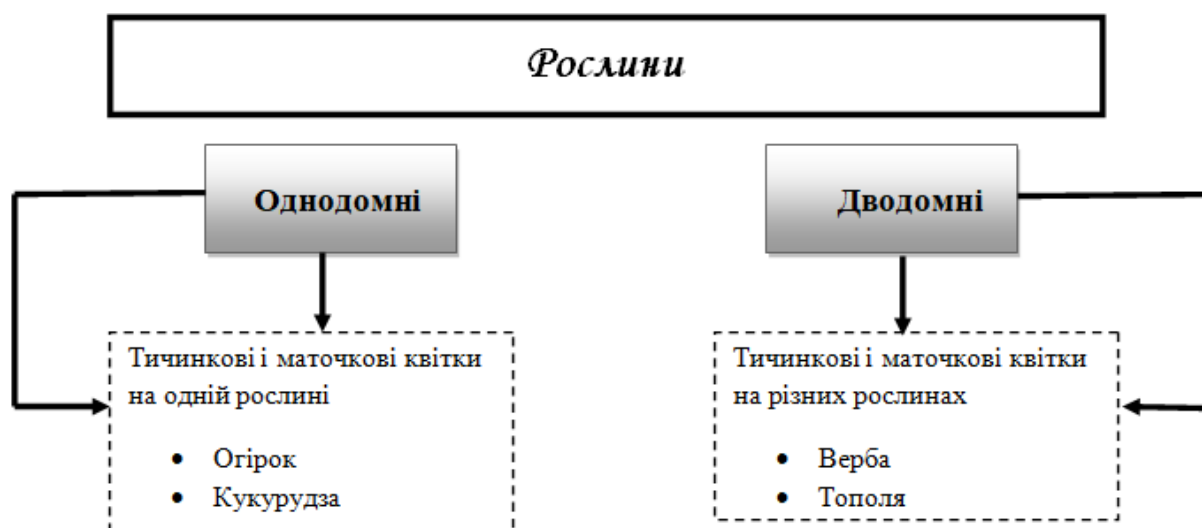 Рослини
Однодомні
Дводомні
Тичинкові і маточкові квітки
на одній рослині
• Огірок
• Кукурудза
Тичинкові і маточкові квітки
на різних рослинах
• Верба
• Тополя